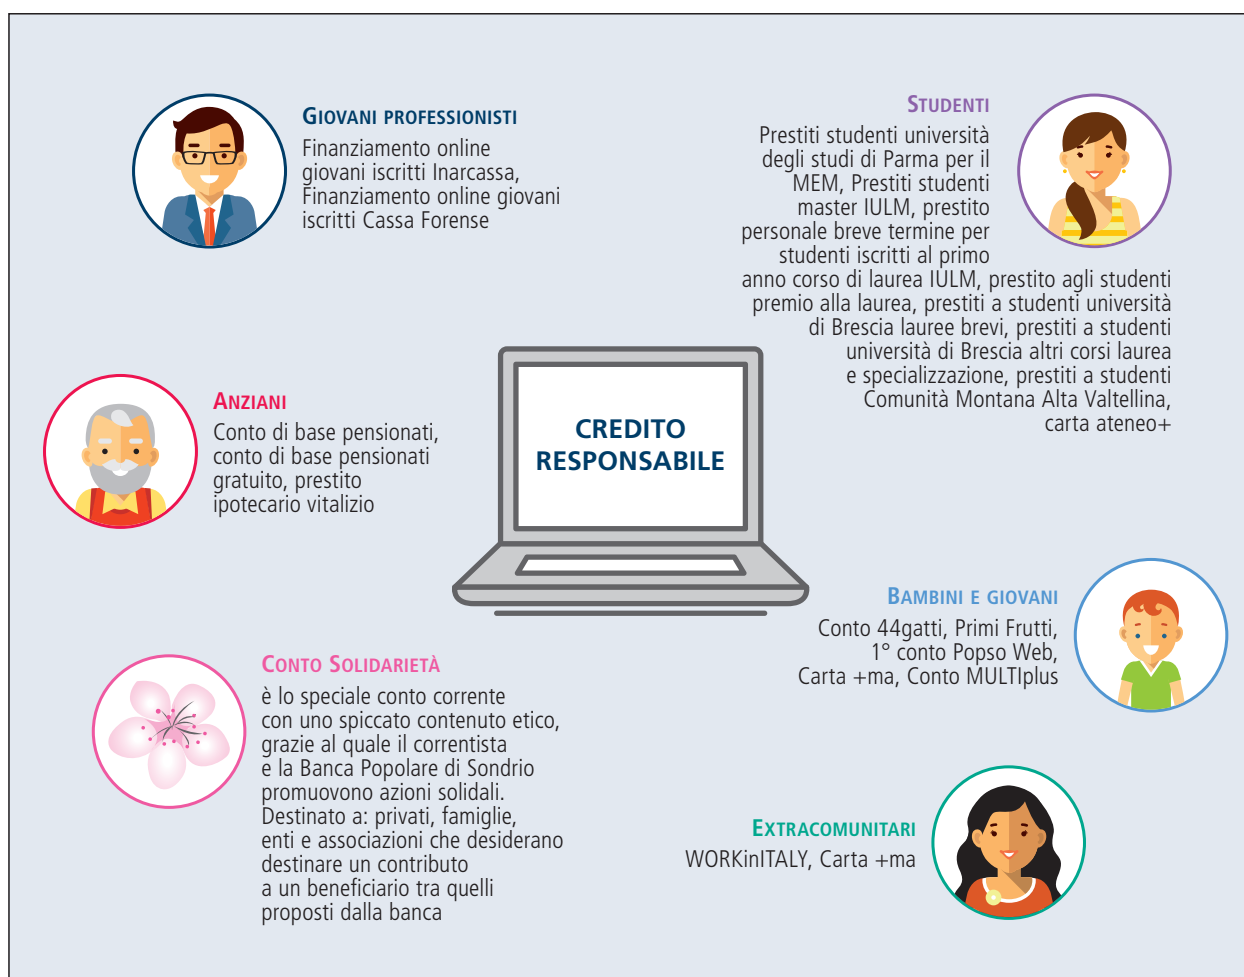 GIOVANI PROFESSIONISTI
Finanziamento online
giovani iscritti Inarcassa,
Finanziamento online giovani
iscritti Cassa Forense
STUDENTI
Prestiti studenti università
degli studi di Parma per il
MEM, Prestiti studenti
master IULM, prestito
personale breve termine per
studenti iscritti al primo
anno corso di laurea IULM, prestito agli studenti
premio alla laurea, prestiti a studenti università
di Brescia lauree brevi, prestiti a studenti
università di Brescia altri corsi laurea
e specializzazione, prestiti a studenti
Comunità Montana Alta Valtellina,
carta ateneo+
ANZIANI
Conto di base pensionati,
conto di base pensionati
gratuito, prestito
ipotecario vitalizio
CREDITO
RESPONSABILE
BAMBINI E GIOVANI
Conto 44gatti, Primi Frutti,
1° conto Popso Web,
Carta +ma, Conto MULTIplus
CONTO SOLIDARIETÀ
è lo speciale conto corrente
con uno spiccato contenuto etico,
grazie al quale il correntista
e la Banca Popolare di Sondrio
promuovono azioni solidali.
Destinato a: privati, famiglie,
enti e associazioni che desiderano
destinare un contributo
a un beneficiario tra quelli
proposti dalla banca
EXTRACOMUNITARI
WORKinITALY, Carta +ma